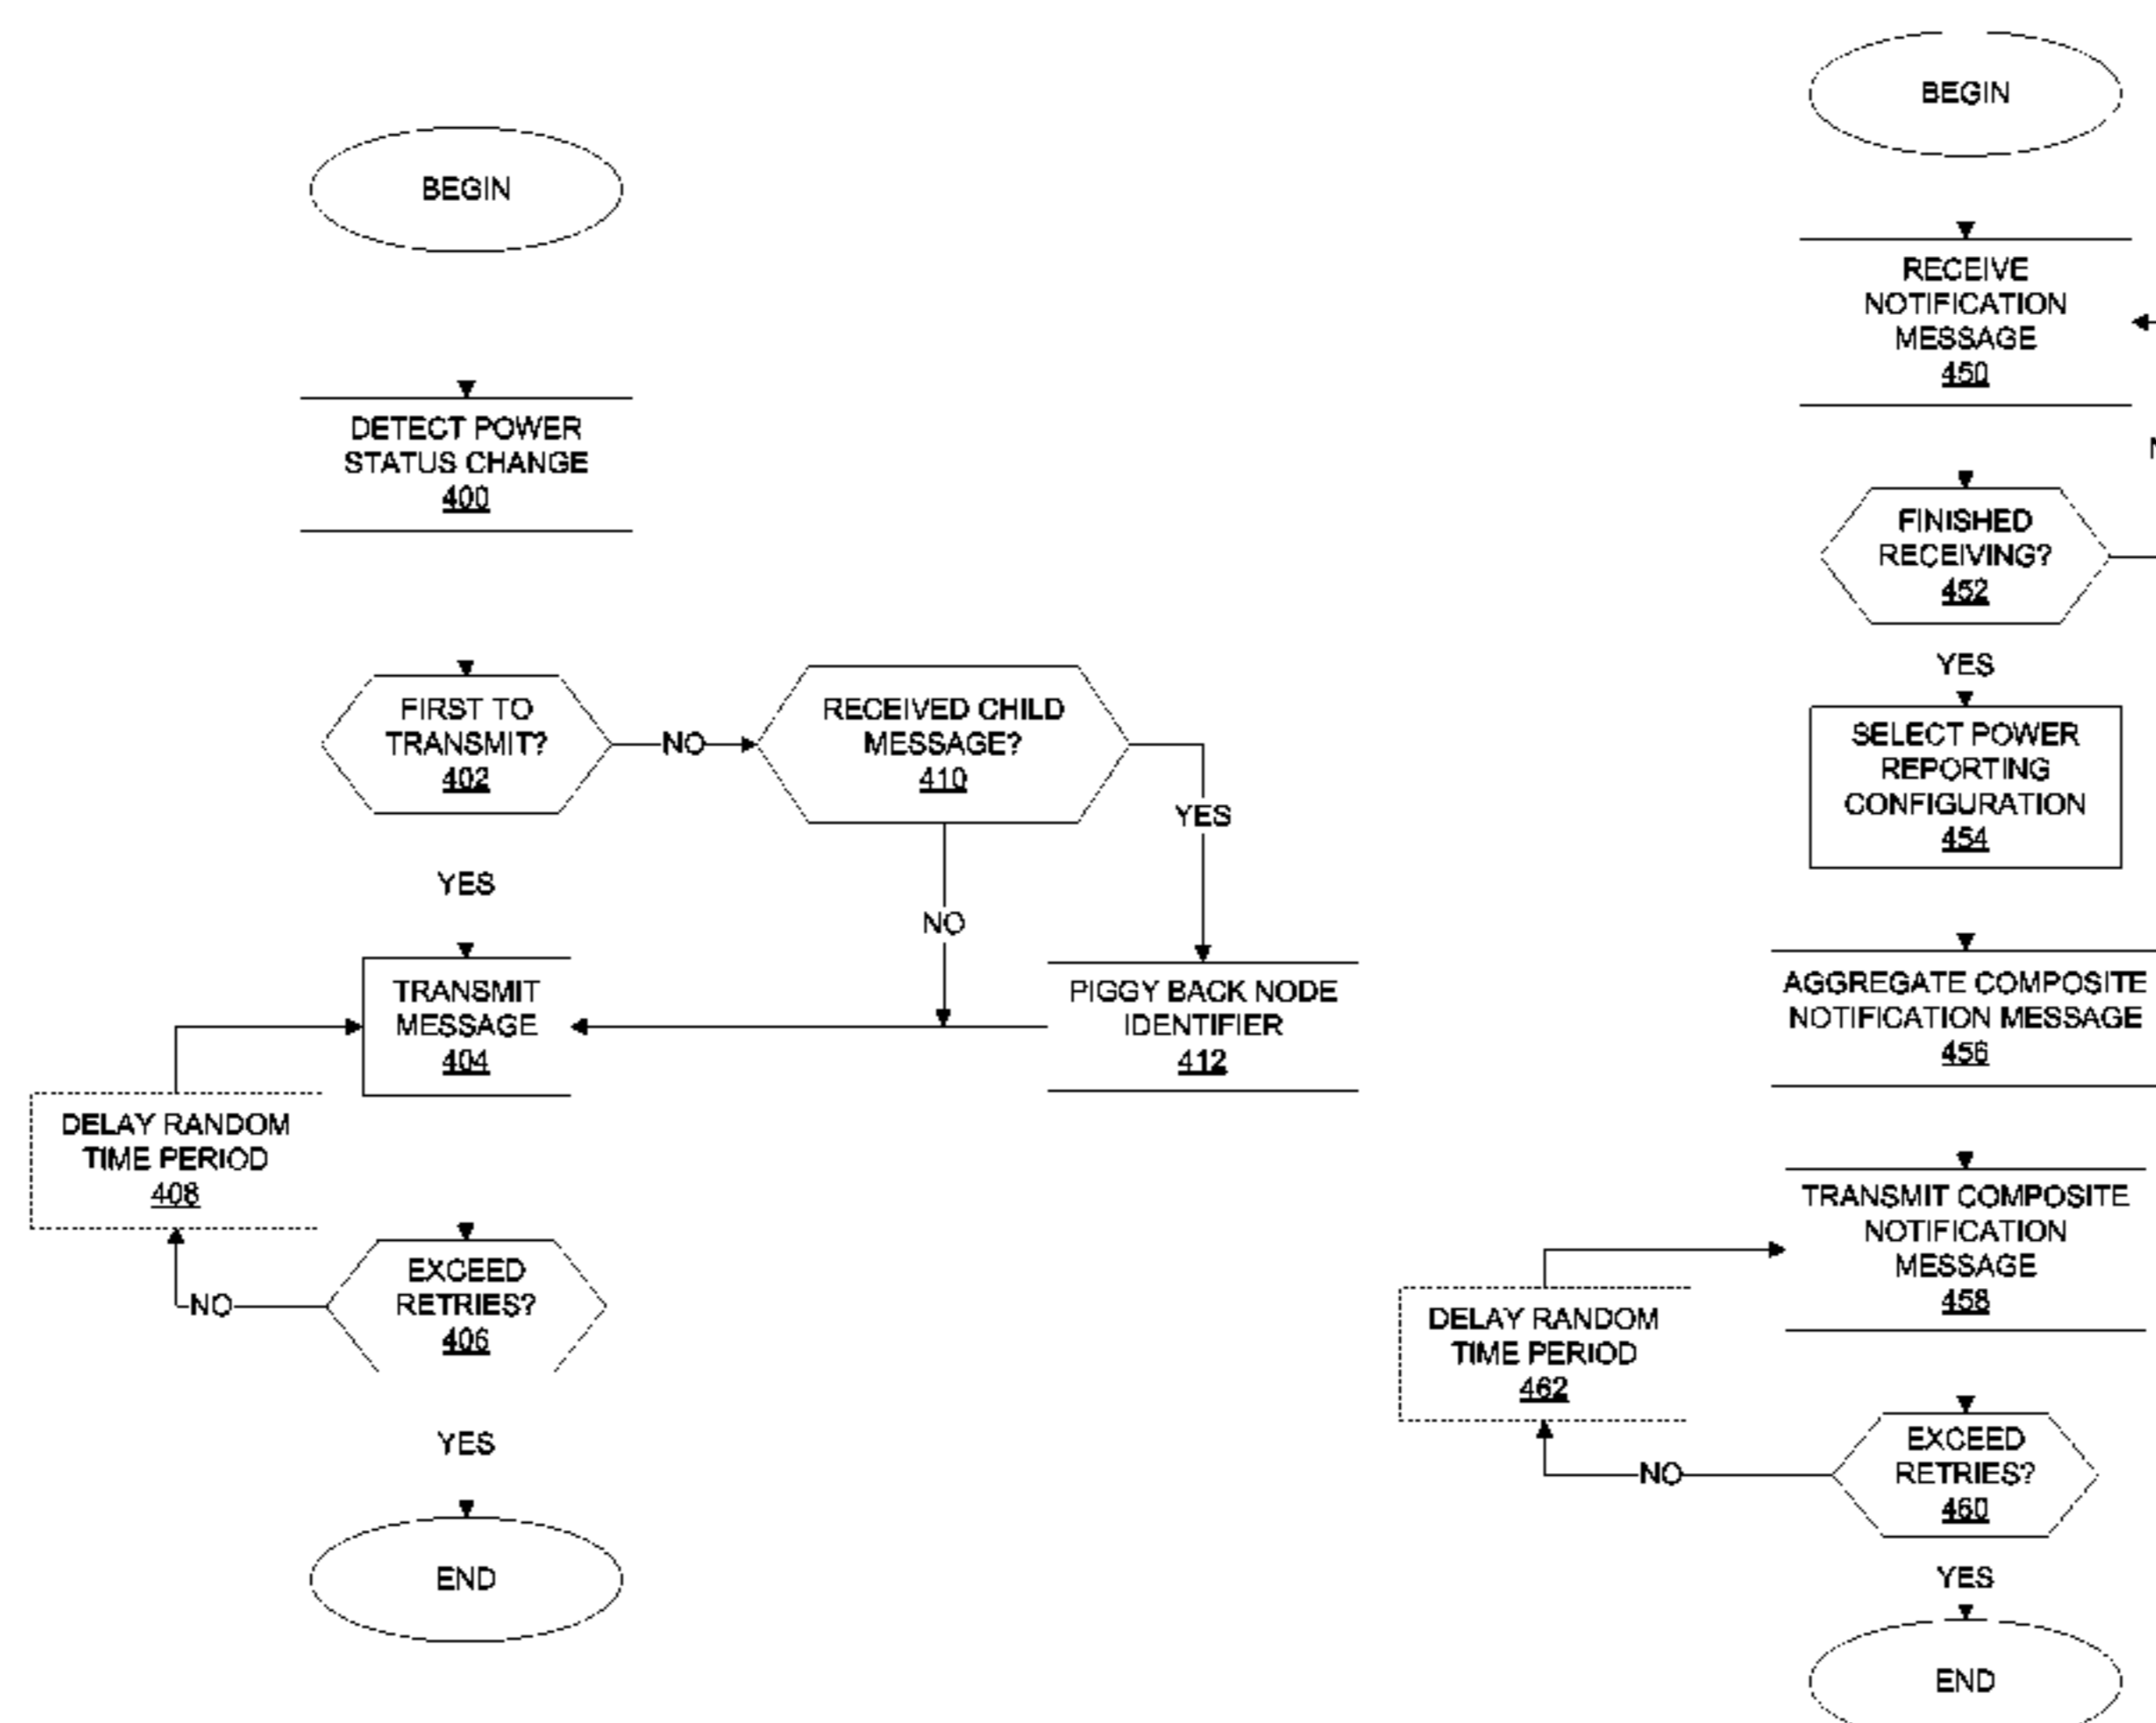 BEGIN
DETECT POWER
STATUS CHANGE
400
FIRST TO
TRANSMIT?
402
NO
RECEIVED CHILD
MESSAGE?
410
YES
NO
YES
TRANSMIT
MESSAGE
404
PIGGY BACK NODE
IDENTIFIER
412
DELAY RANDOM
TIME PERIOD
408
EXCEED
RETRIES?
406
NO
YES
END
BEGIN
RECEIVE
NOTIFICATION
MESSAGE
450
FINISHED
RECEIVING?
452
YES
SELECT POWER
REPORTING
CONFIGURATION
454
AGGREGATE COMPOSITE
NOTIFICATION MESSAGE
456
TRANSMIT COMPOSITE
NOTIFICATION
MESSAGE
458
DELAY RANDOM
TIME PERIOD
462
EXCEED
RETRIES?
460
NO
YES
END